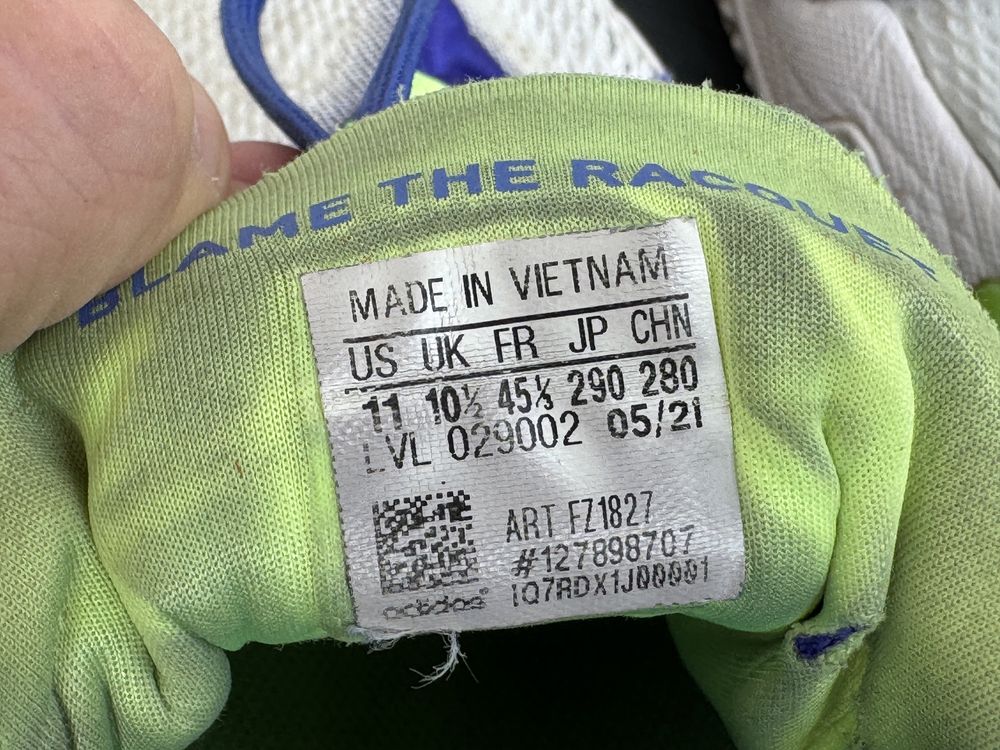 BLAME THE RACQUET
MADE IN VIETNAM
US UK FR JP CHN
11 10½ 45⅓ 290 280
LVL 029002 05/21
ART FZ1827
#127898707
1Q7RDX1J00001
adidas